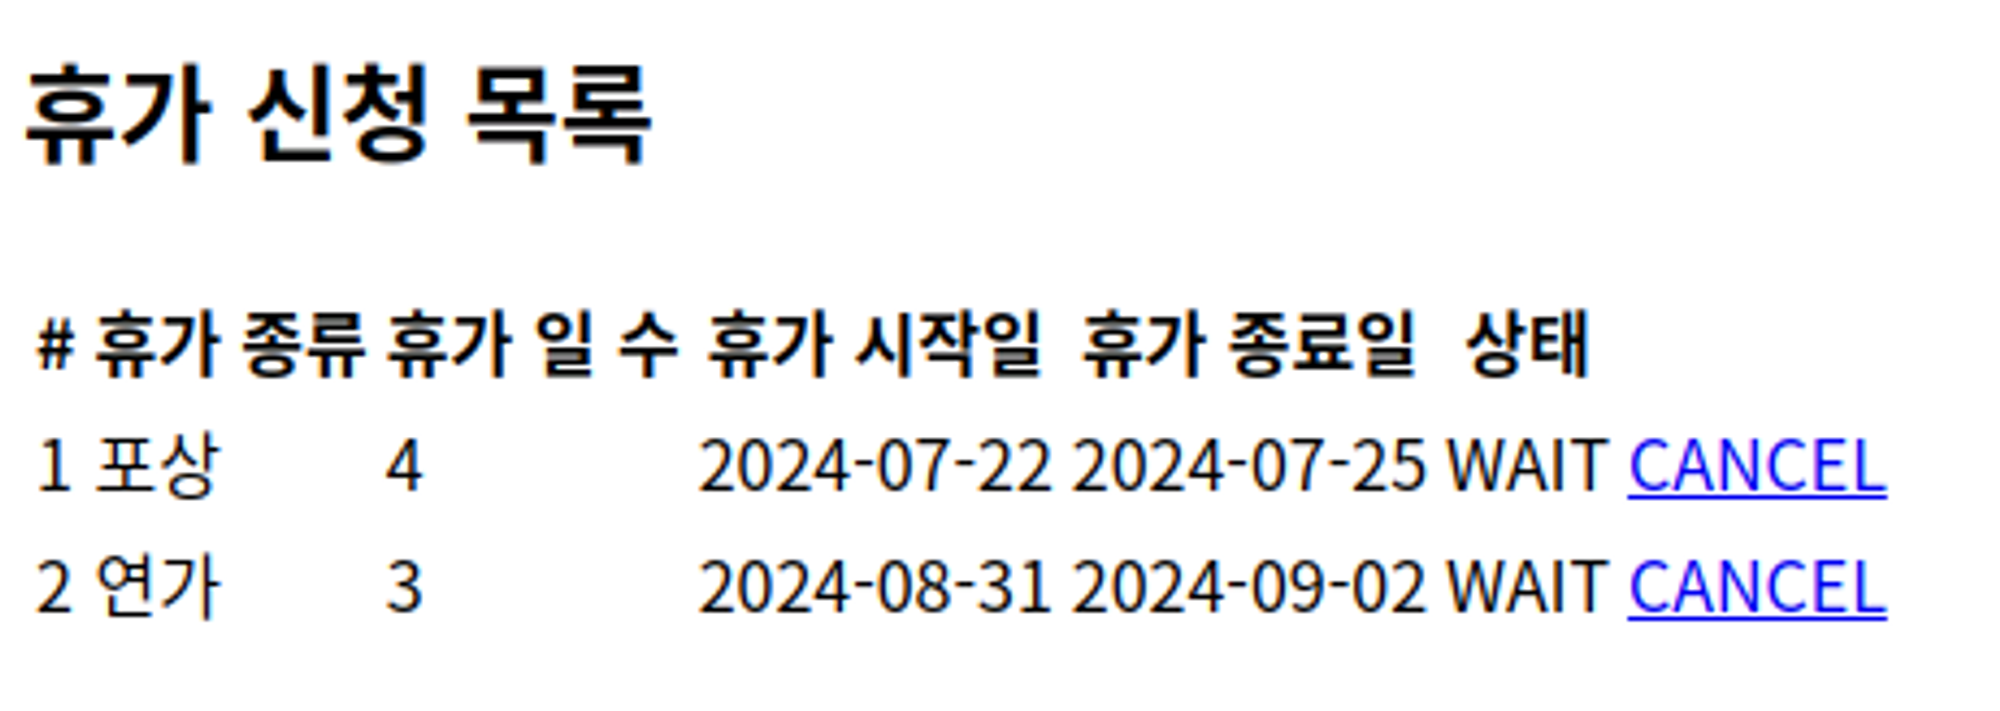 휴가 신청 목록
# 휴가 종류 휴가 일 수 휴가 시작일 휴가 종료일 상태
1 포상 4 2024-07-22 2024-07-25 WAIT CANCEL
2 연가 3 2024-08-31 2024-09-02 WAIT CANCEL